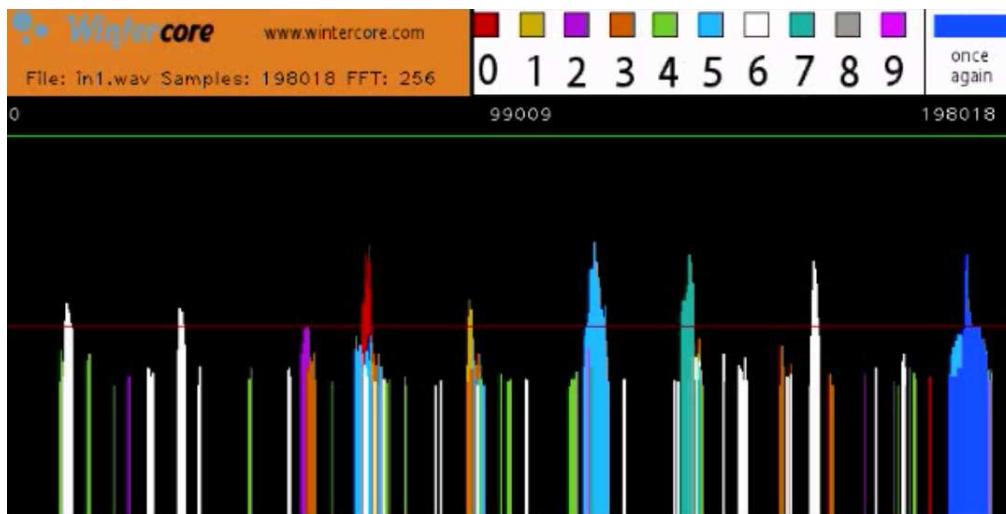 Wintercore
www.wintercore.com
File: in1.wav Samples: 198018 FFT: 256
0 1 2 3 4 5 6 7 8 9
once
again
0 99009 198018